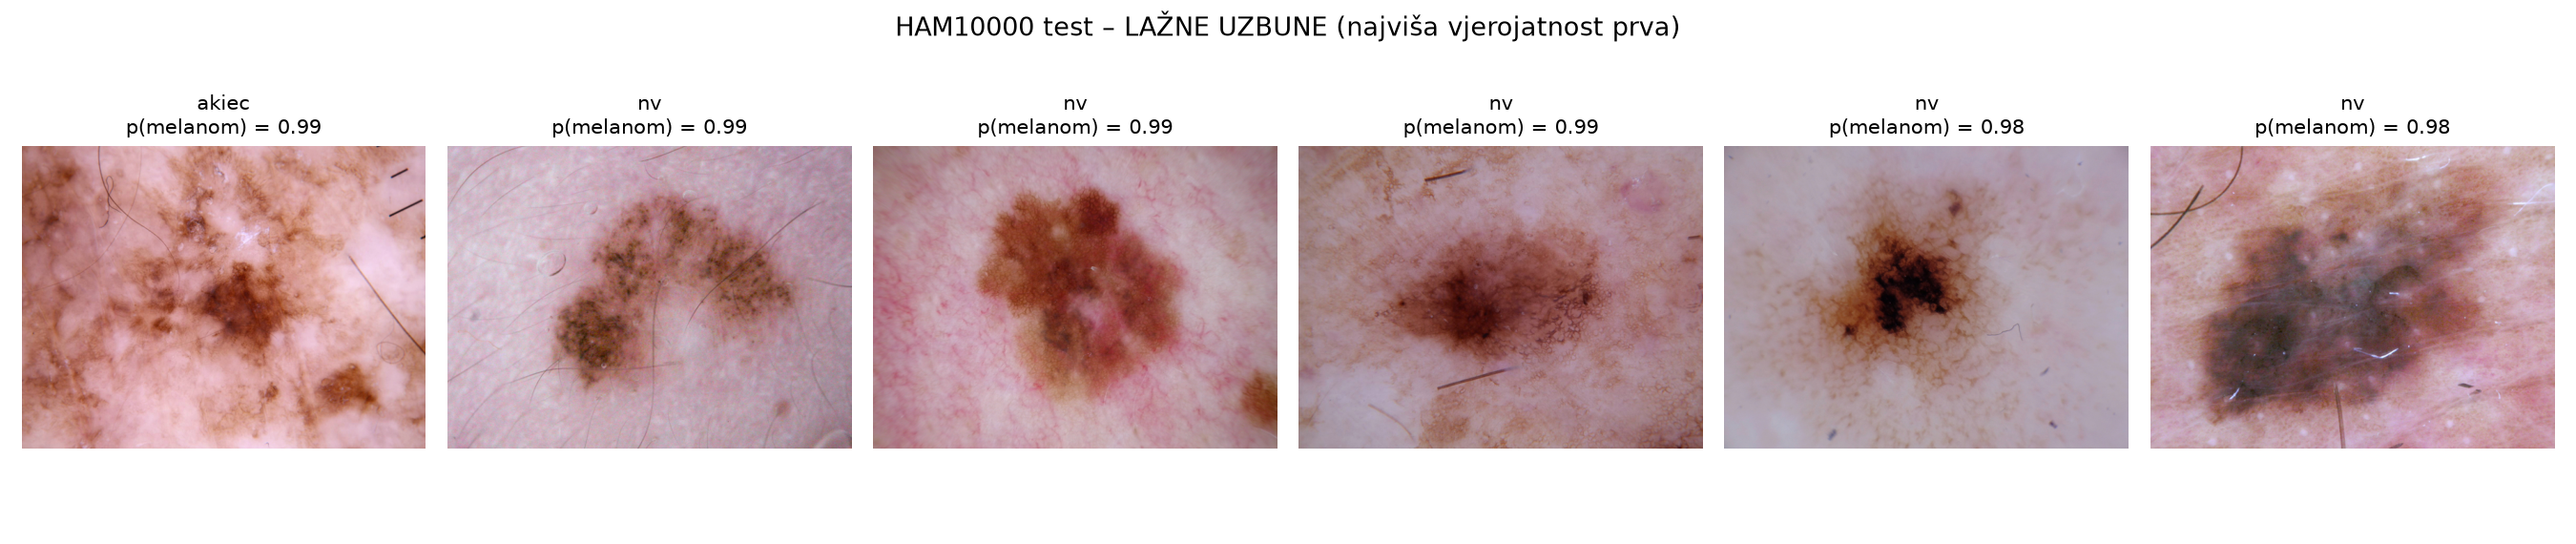 HAM10000 test – LAŽNE UZBUNE (najviša vjerojatnost prva)
akiec
p(melanom) = 0.99
nv
p(melanom) = 0.99
nv
p(melanom) = 0.99
nv
p(melanom) = 0.99
nv
p(melanom) = 0.98
nv
p(melanom) = 0.98